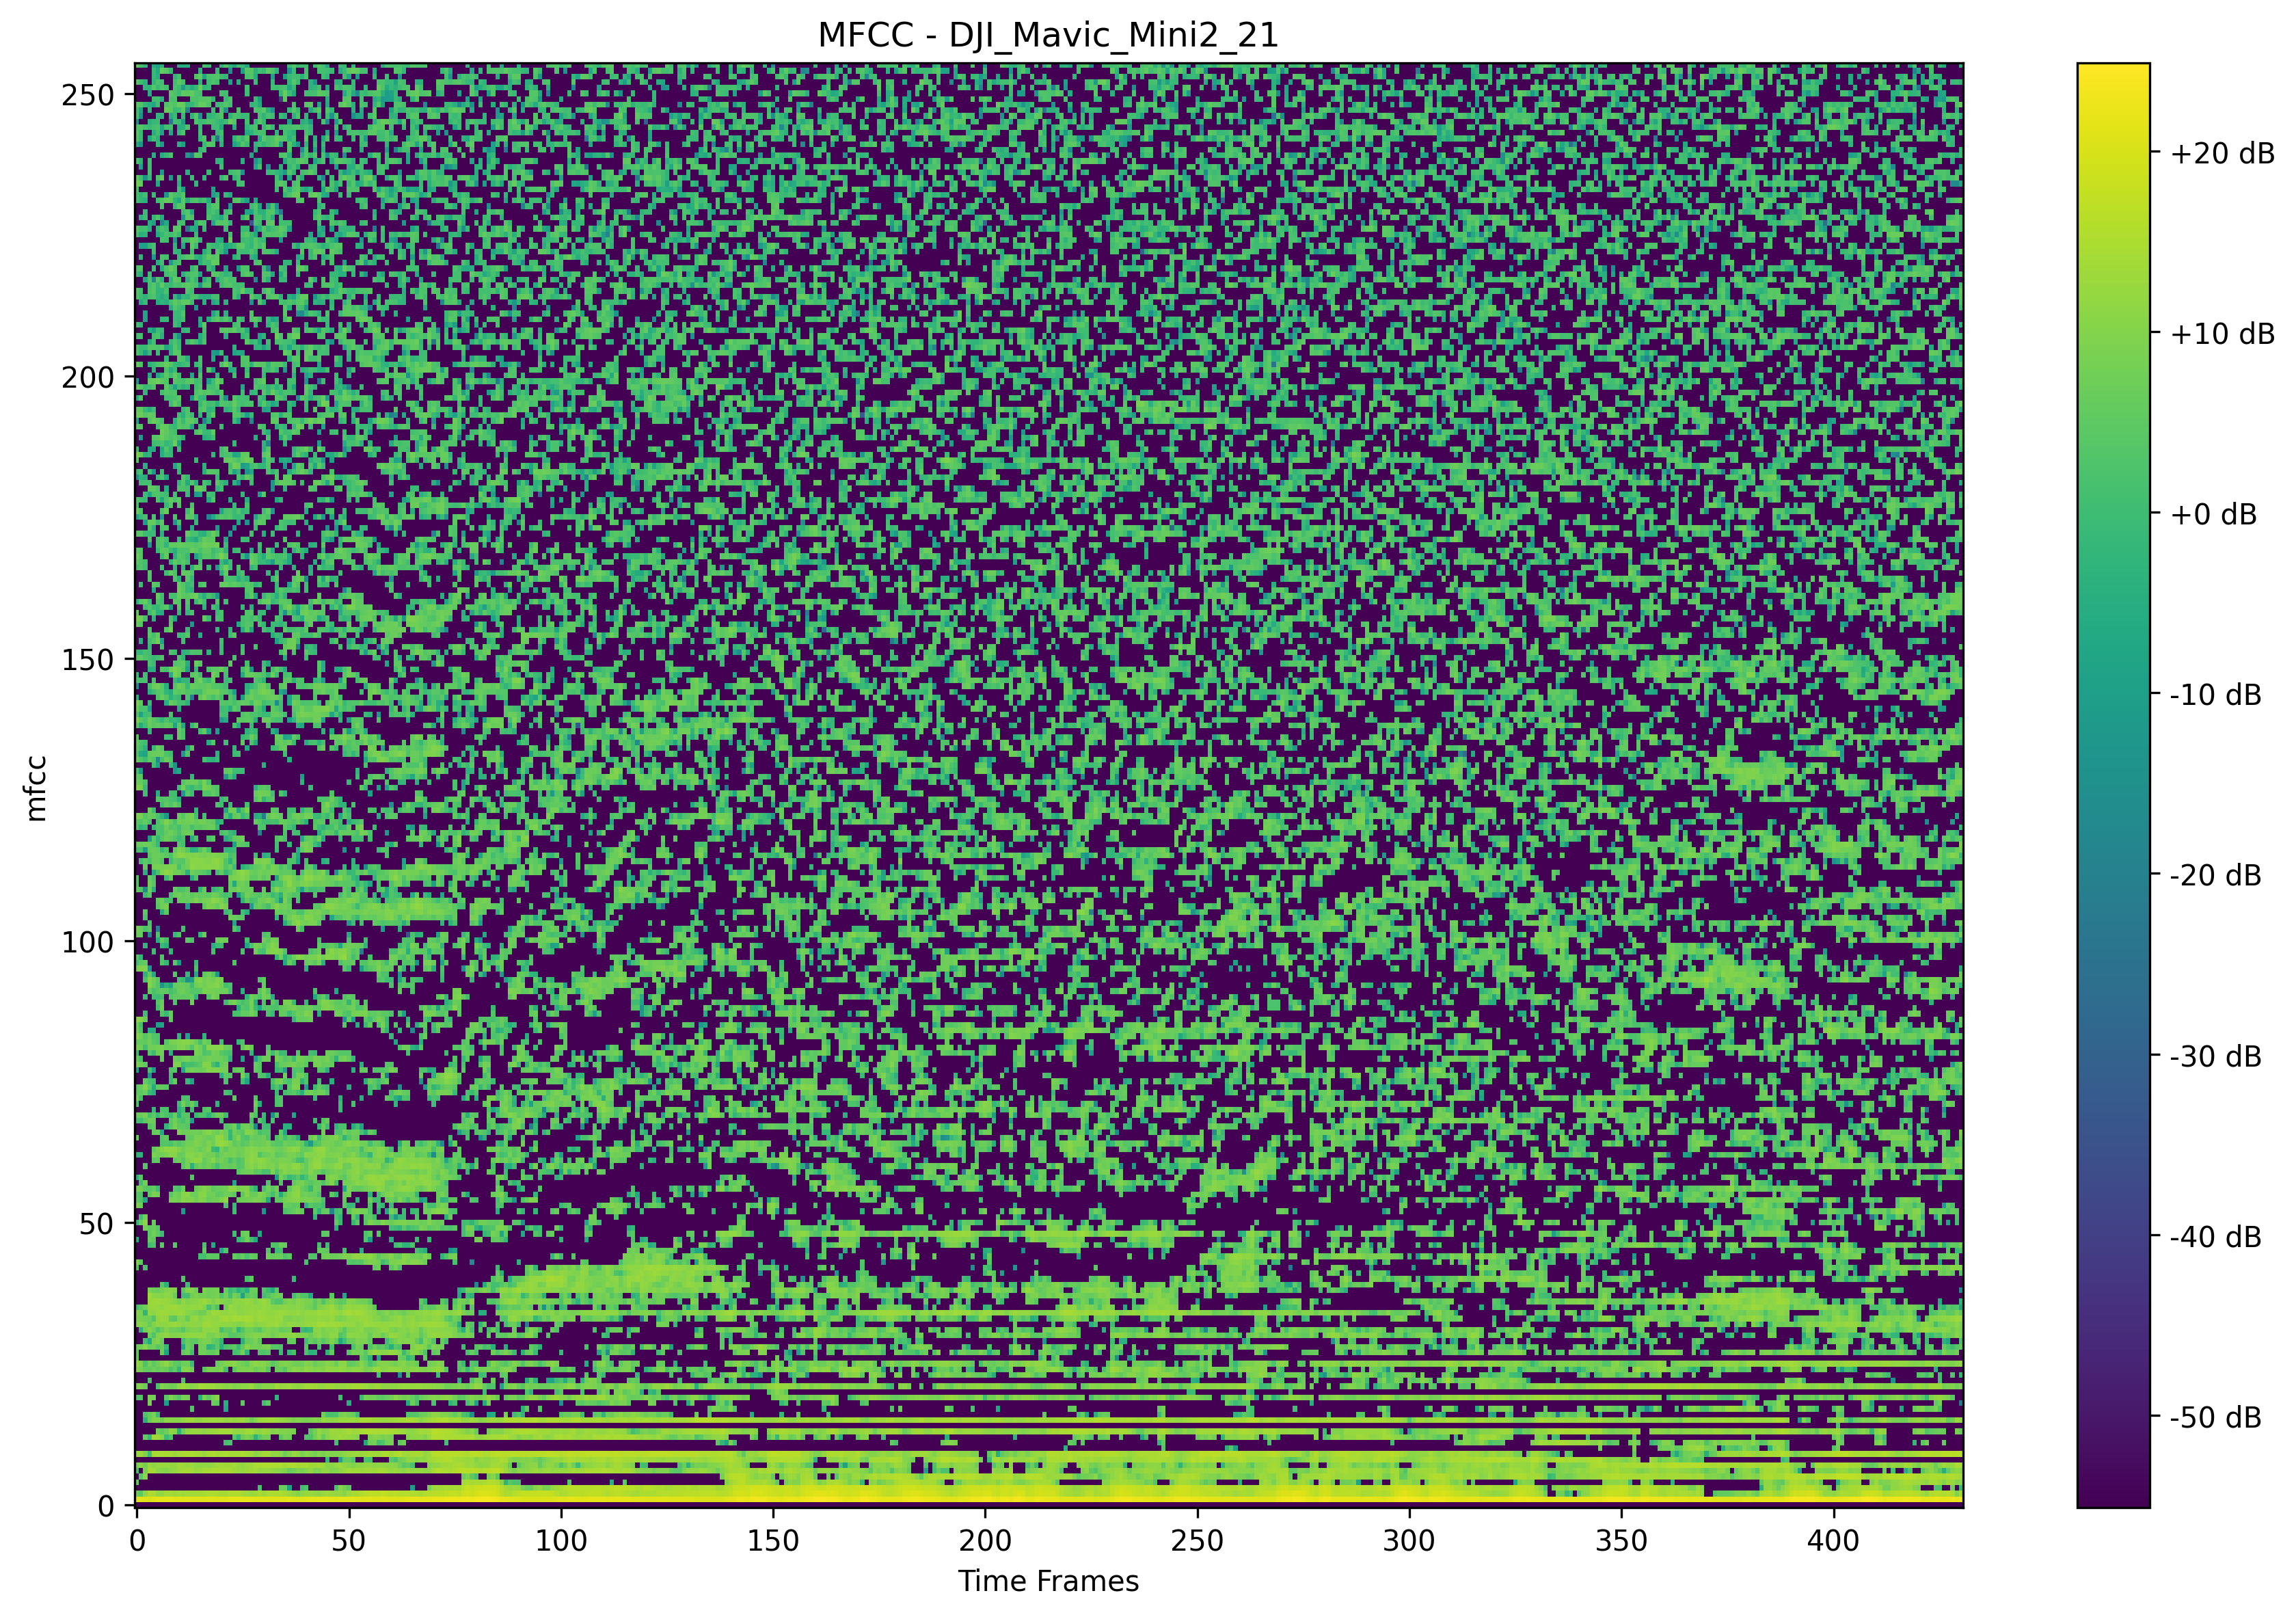 MFCC - DJI_Mavic_Mini2_21
250
200
150
100
50
0
mfcc
0 50 100 150 200 250 300 350 400
Time Frames
+20 dB
+10 dB
+0 dB
-10 dB
-20 dB
-30 dB
-40 dB
-50 dB